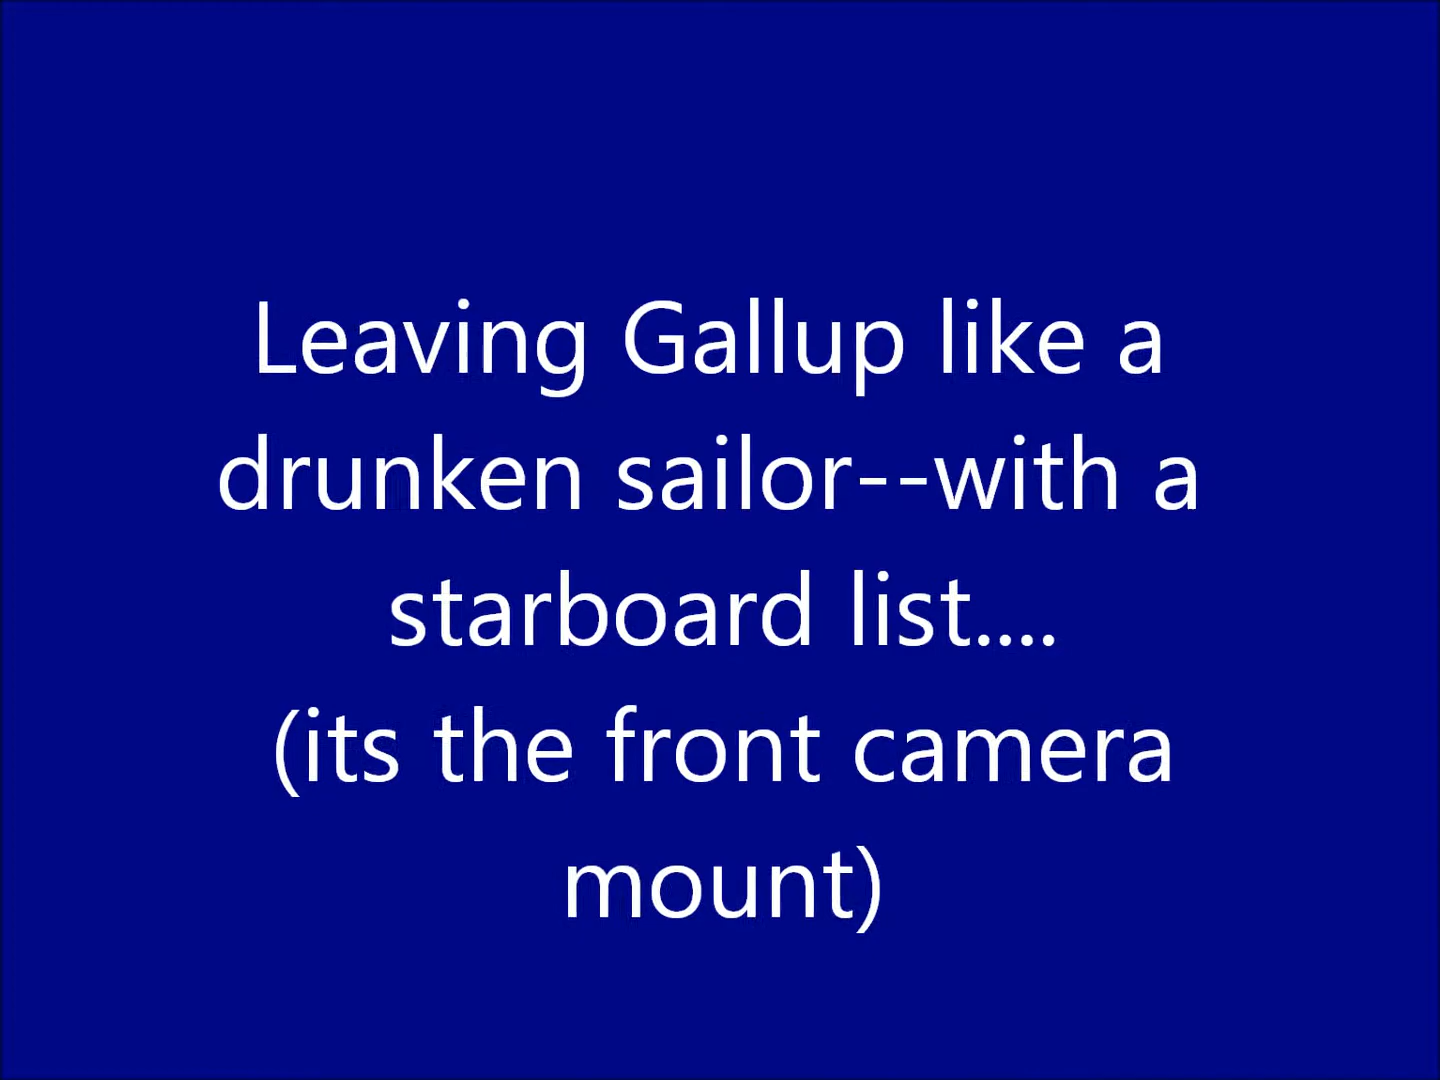 Leaving Gallup like a
drunken sailor--with a
starboard list....
(its the front camera
mount)